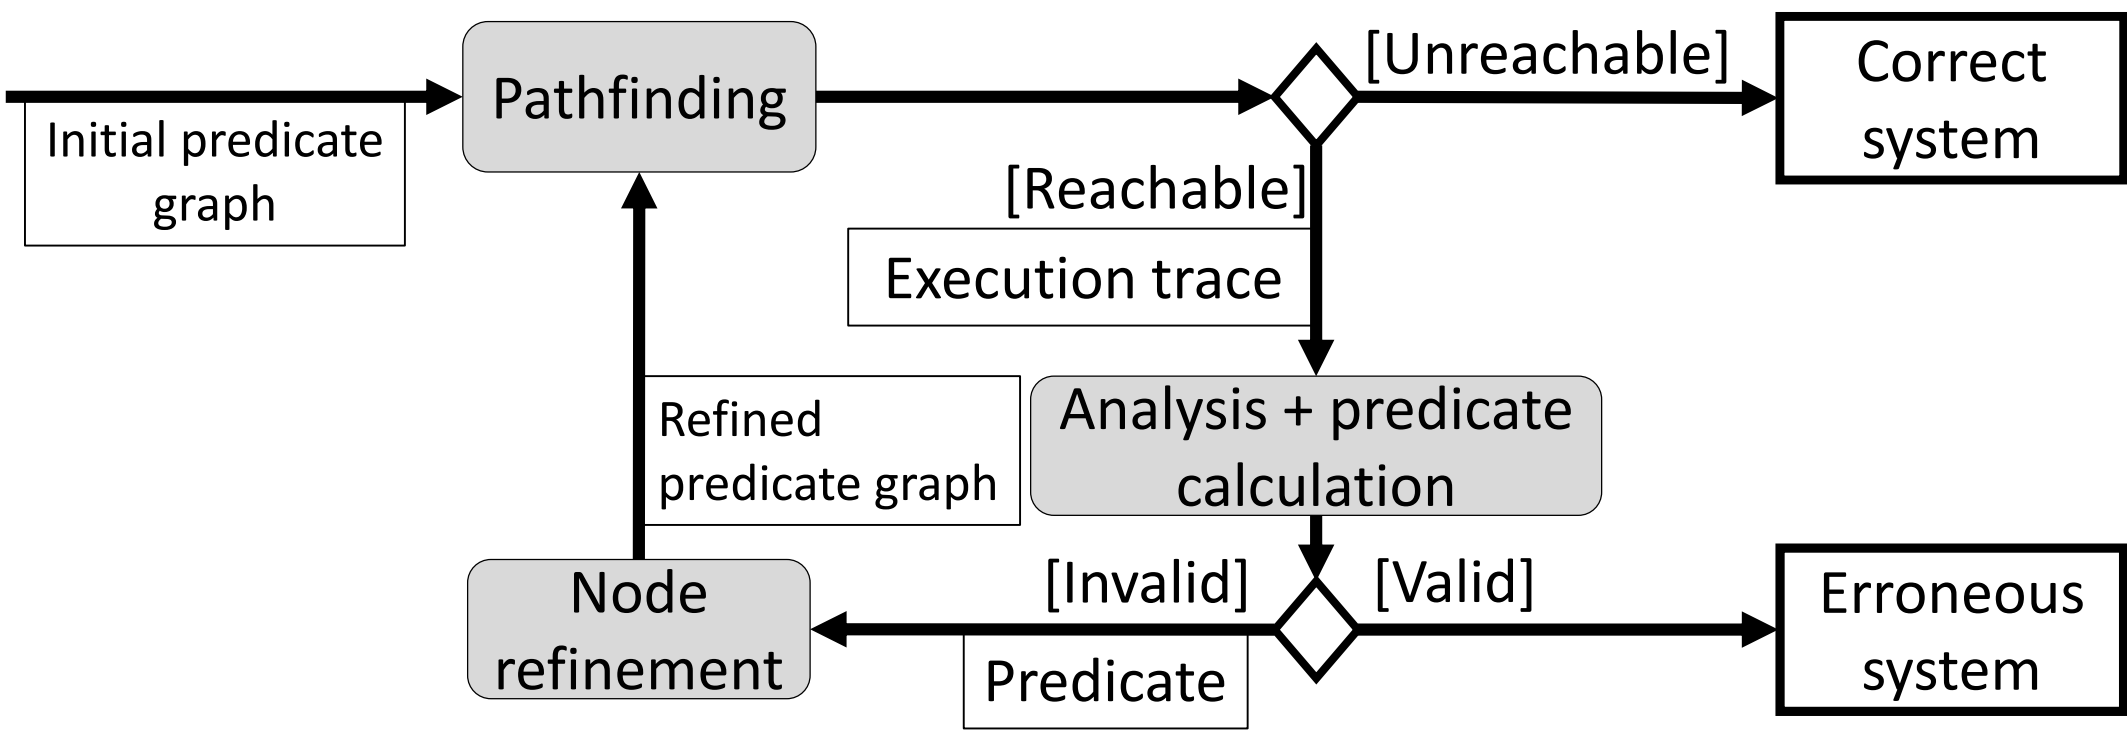 Initial predicate
graph
Pathfinding
[Unreachable]
Correct
system
[Reachable]
Execution trace
Analysis + predicate
calculation
Refined
predicate graph
[Invalid]
[Valid]
Predicate
Node
refinement
Erroneous
system